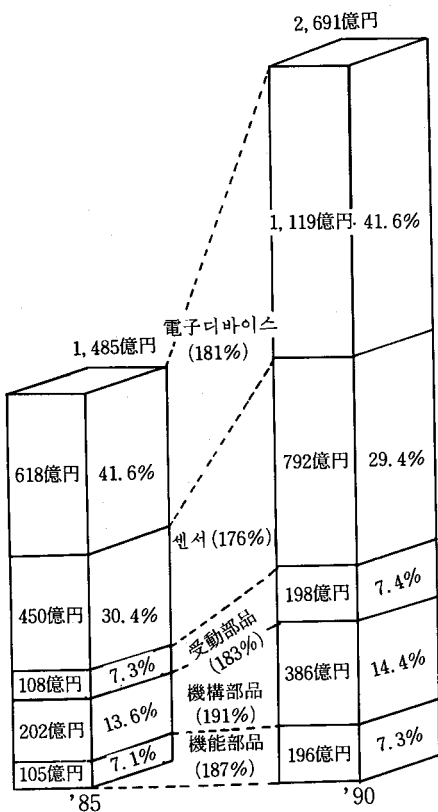 2,691億円
1,119億円 41.6%
電子디바이스
(181%)
1,485億円
618億円 41.6%
792億円 29.4%
센서(176%)
450億円 30.4%
198億円 7.4%
受動部品
(183%)
108億円 7.3%
386億円 14.4%
機構部品
(191%)
202億円 13.6%
機能部品
(187%)
196億円 7.3%
105億円 7.1%
'85 '90